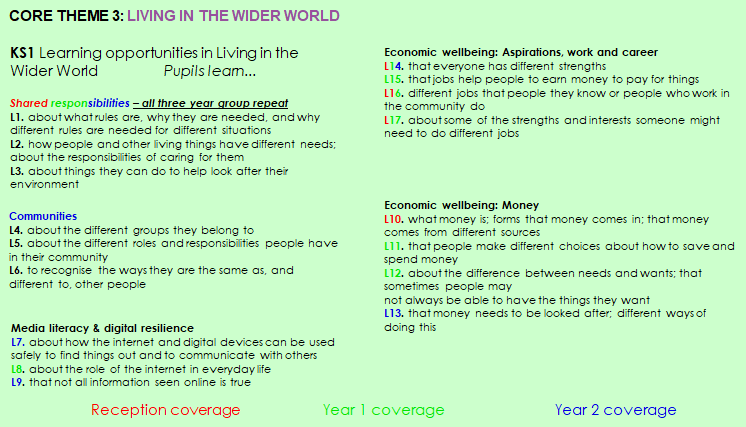 CORE THEME 3: LIVING IN THE WIDER WORLD
KS1 Learning opportunities in Living in the
Wider World Pupils learn...
Shared responsibilities – all three year group repeat
L1. about what rules are, why they are needed, and why
different rules are needed for different situations
L2. how people and other living things have different needs;
about the responsibilities of caring for them
L3. about things they can do to help look after their
environment
Communities
L4. about the different groups they belong to
L5. about the different roles and responsibilities people have
in their community
L6. to recognise the ways they are the same as, and
different to, other people
Media literacy & digital resilience
L7. about how the internet and digital devices can be used
safely to find things out and to communicate with others
L8. about the role of the internet in everyday life
L9. that not all information seen online is true
Economic wellbeing: Aspirations, work and career
L14. that everyone has different strengths
L15. that jobs help people to earn money to pay for things
L16. different jobs that people they know or people who work in
the community do
L17. about some of the strengths and interests someone might
need to do different jobs
Economic wellbeing: Money
L10. what money is; forms that money comes in; that money
comes from different sources
L11. that people make different choices about how to save and
spend money
L12. about the difference between needs and wants; that
sometimes people may
not always be able to have the things they want
L13. that money needs to be looked after; different ways of
doing this
Reception coverage Year 1 coverage Year 2 coverage